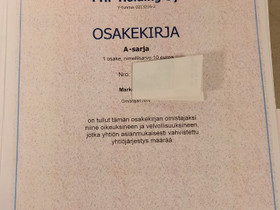 OSAKEKIRJA
A-sarja
1 osake, nimellisarvo 10
Nro:
Mark
Omistajan nimi
on tullut tämän osakekirjan omistajaksi
niine oikeuksineen ja velvollisuuksineen,
jotka yhtiön asianmukaisesti vahvistettu
yhtiöjärjestys määrää